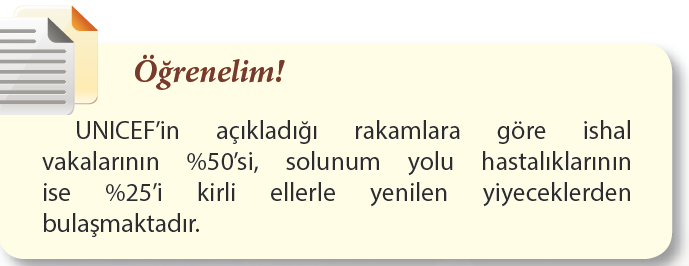 Öğrenelim!
UNICEF’in açıkladığı rakamlara göre ishal
vakalarının %50’si, solunum yolu hastalıklarının
ise %25’i kirli ellerle yenilen yiyeceklerden
bulaşmaktadır.